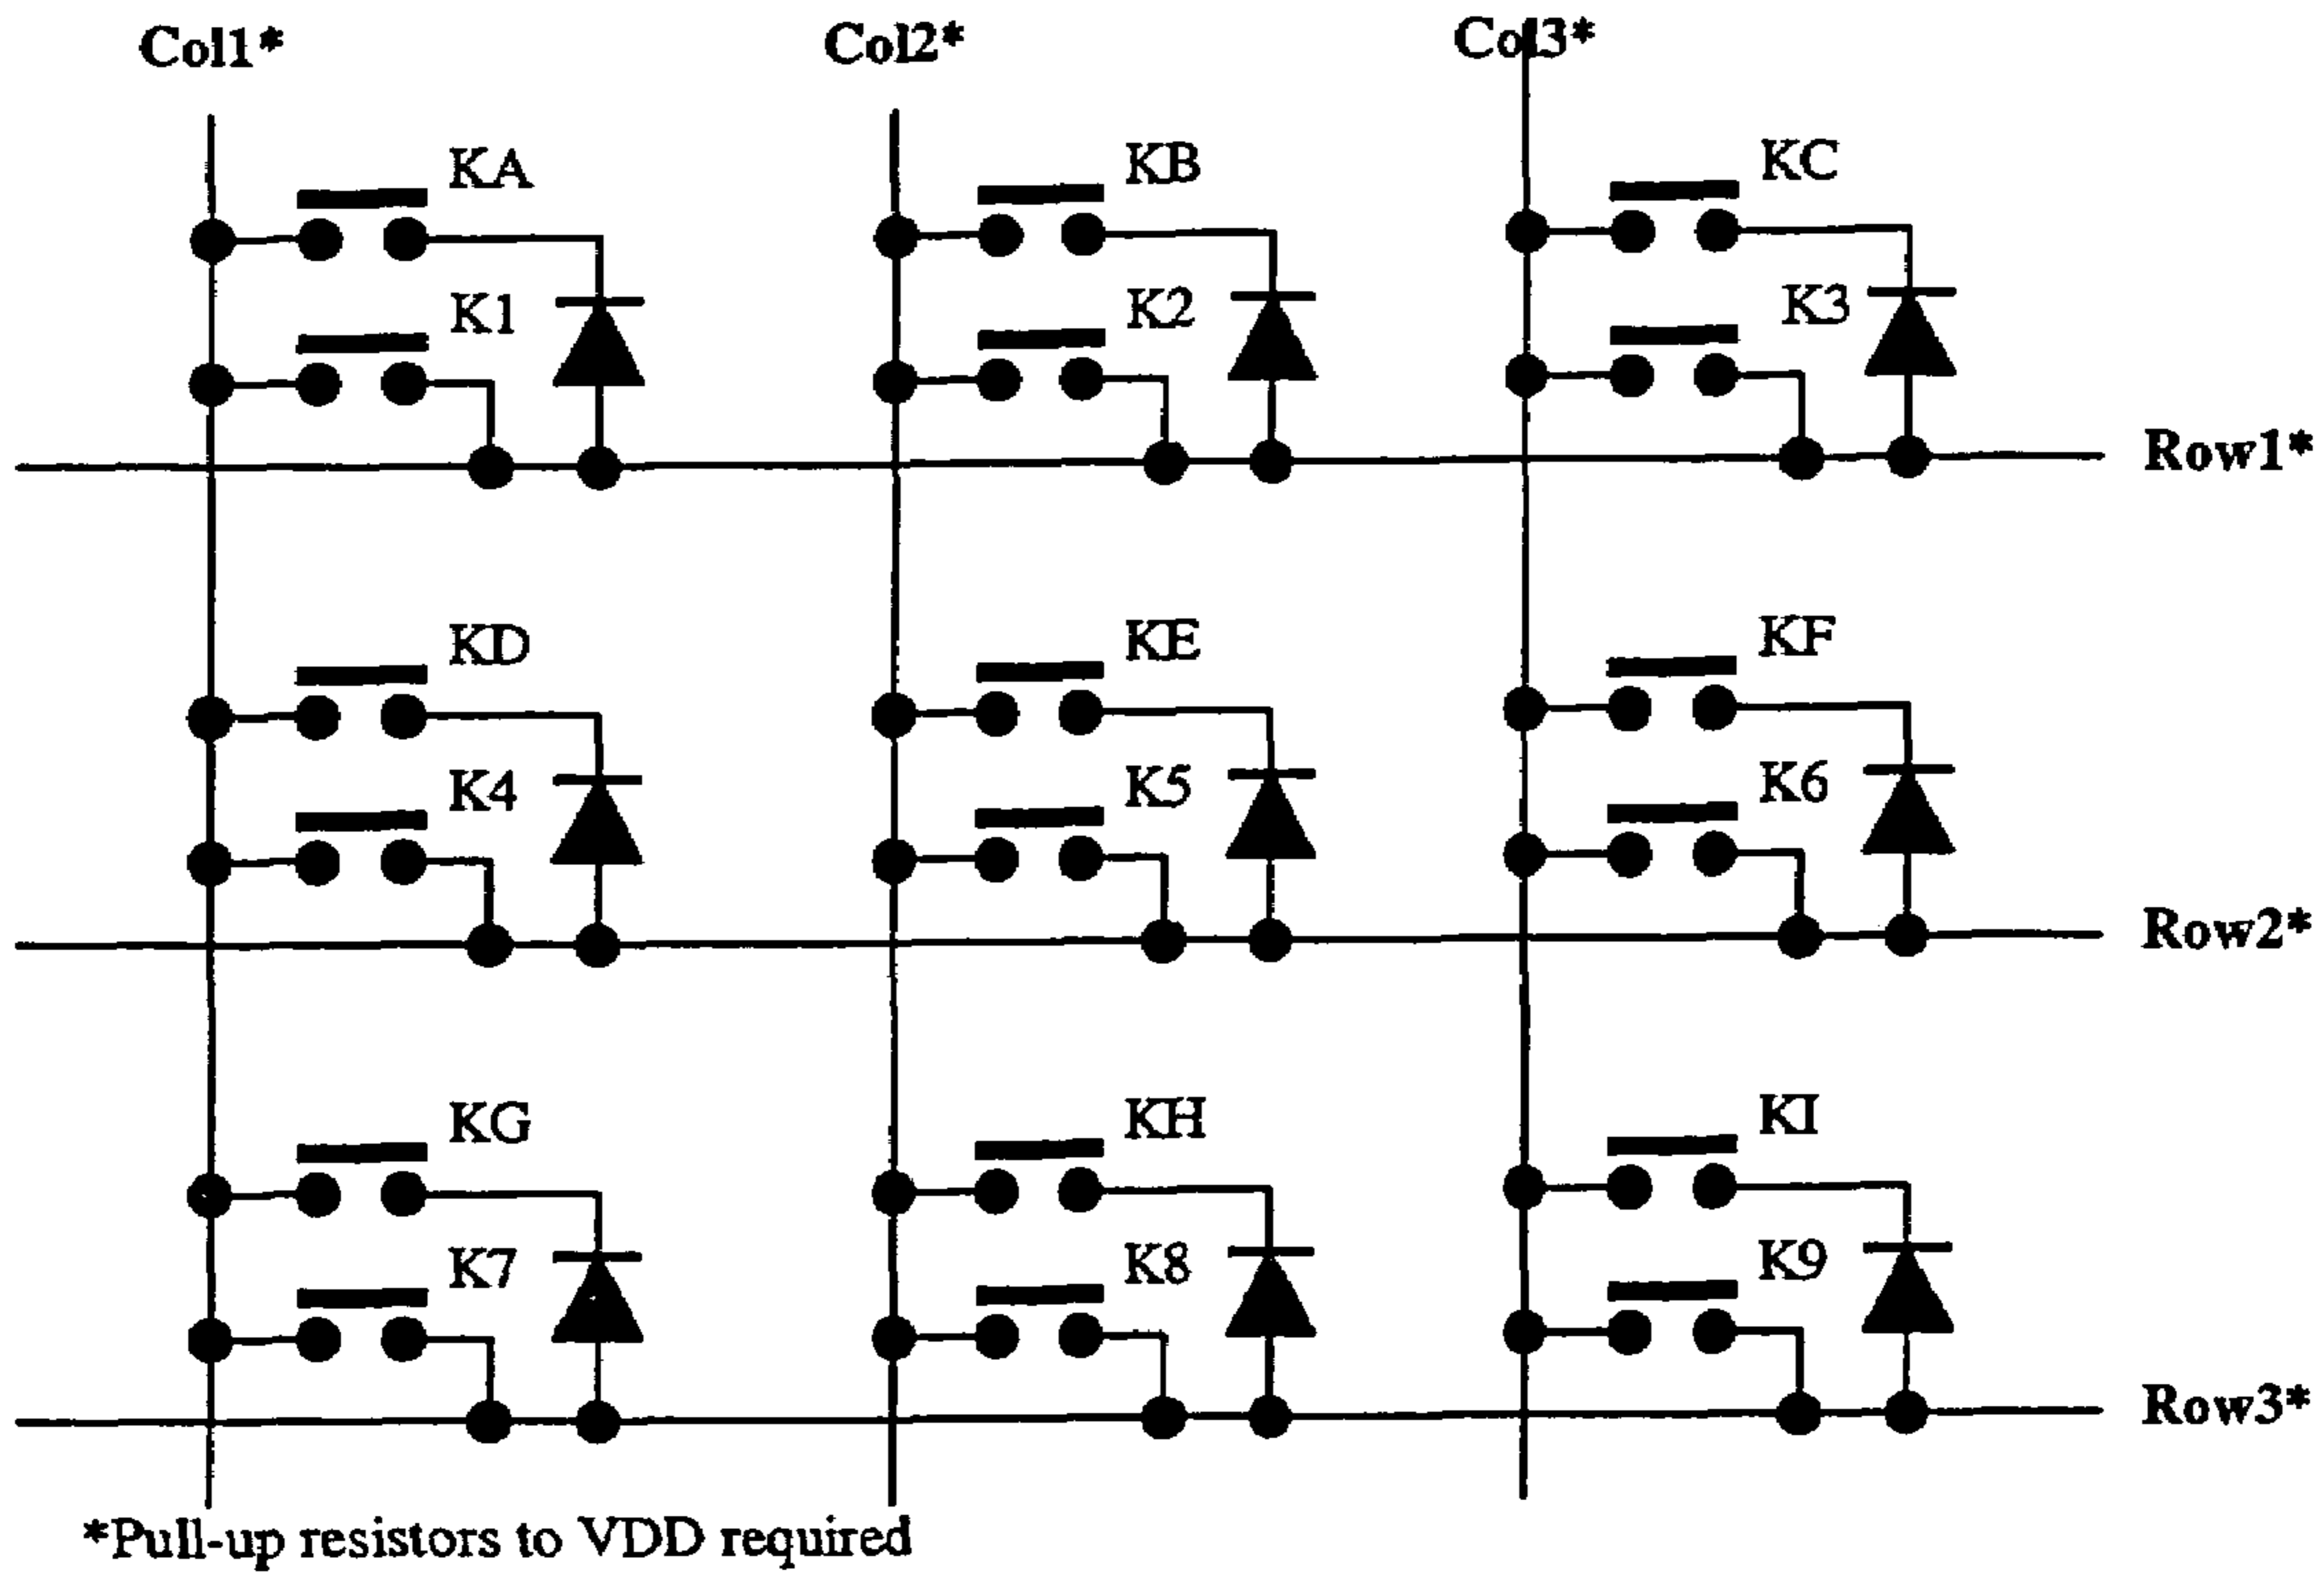 Col1* Col2* Col3*
KA KB KC
K1 K2 K3
Row1*
KD KE KF
K4 K5 K6
Row2*
KG KH KI
K7 K8 K9
Row3*
*Pull-up resistors to VDD required